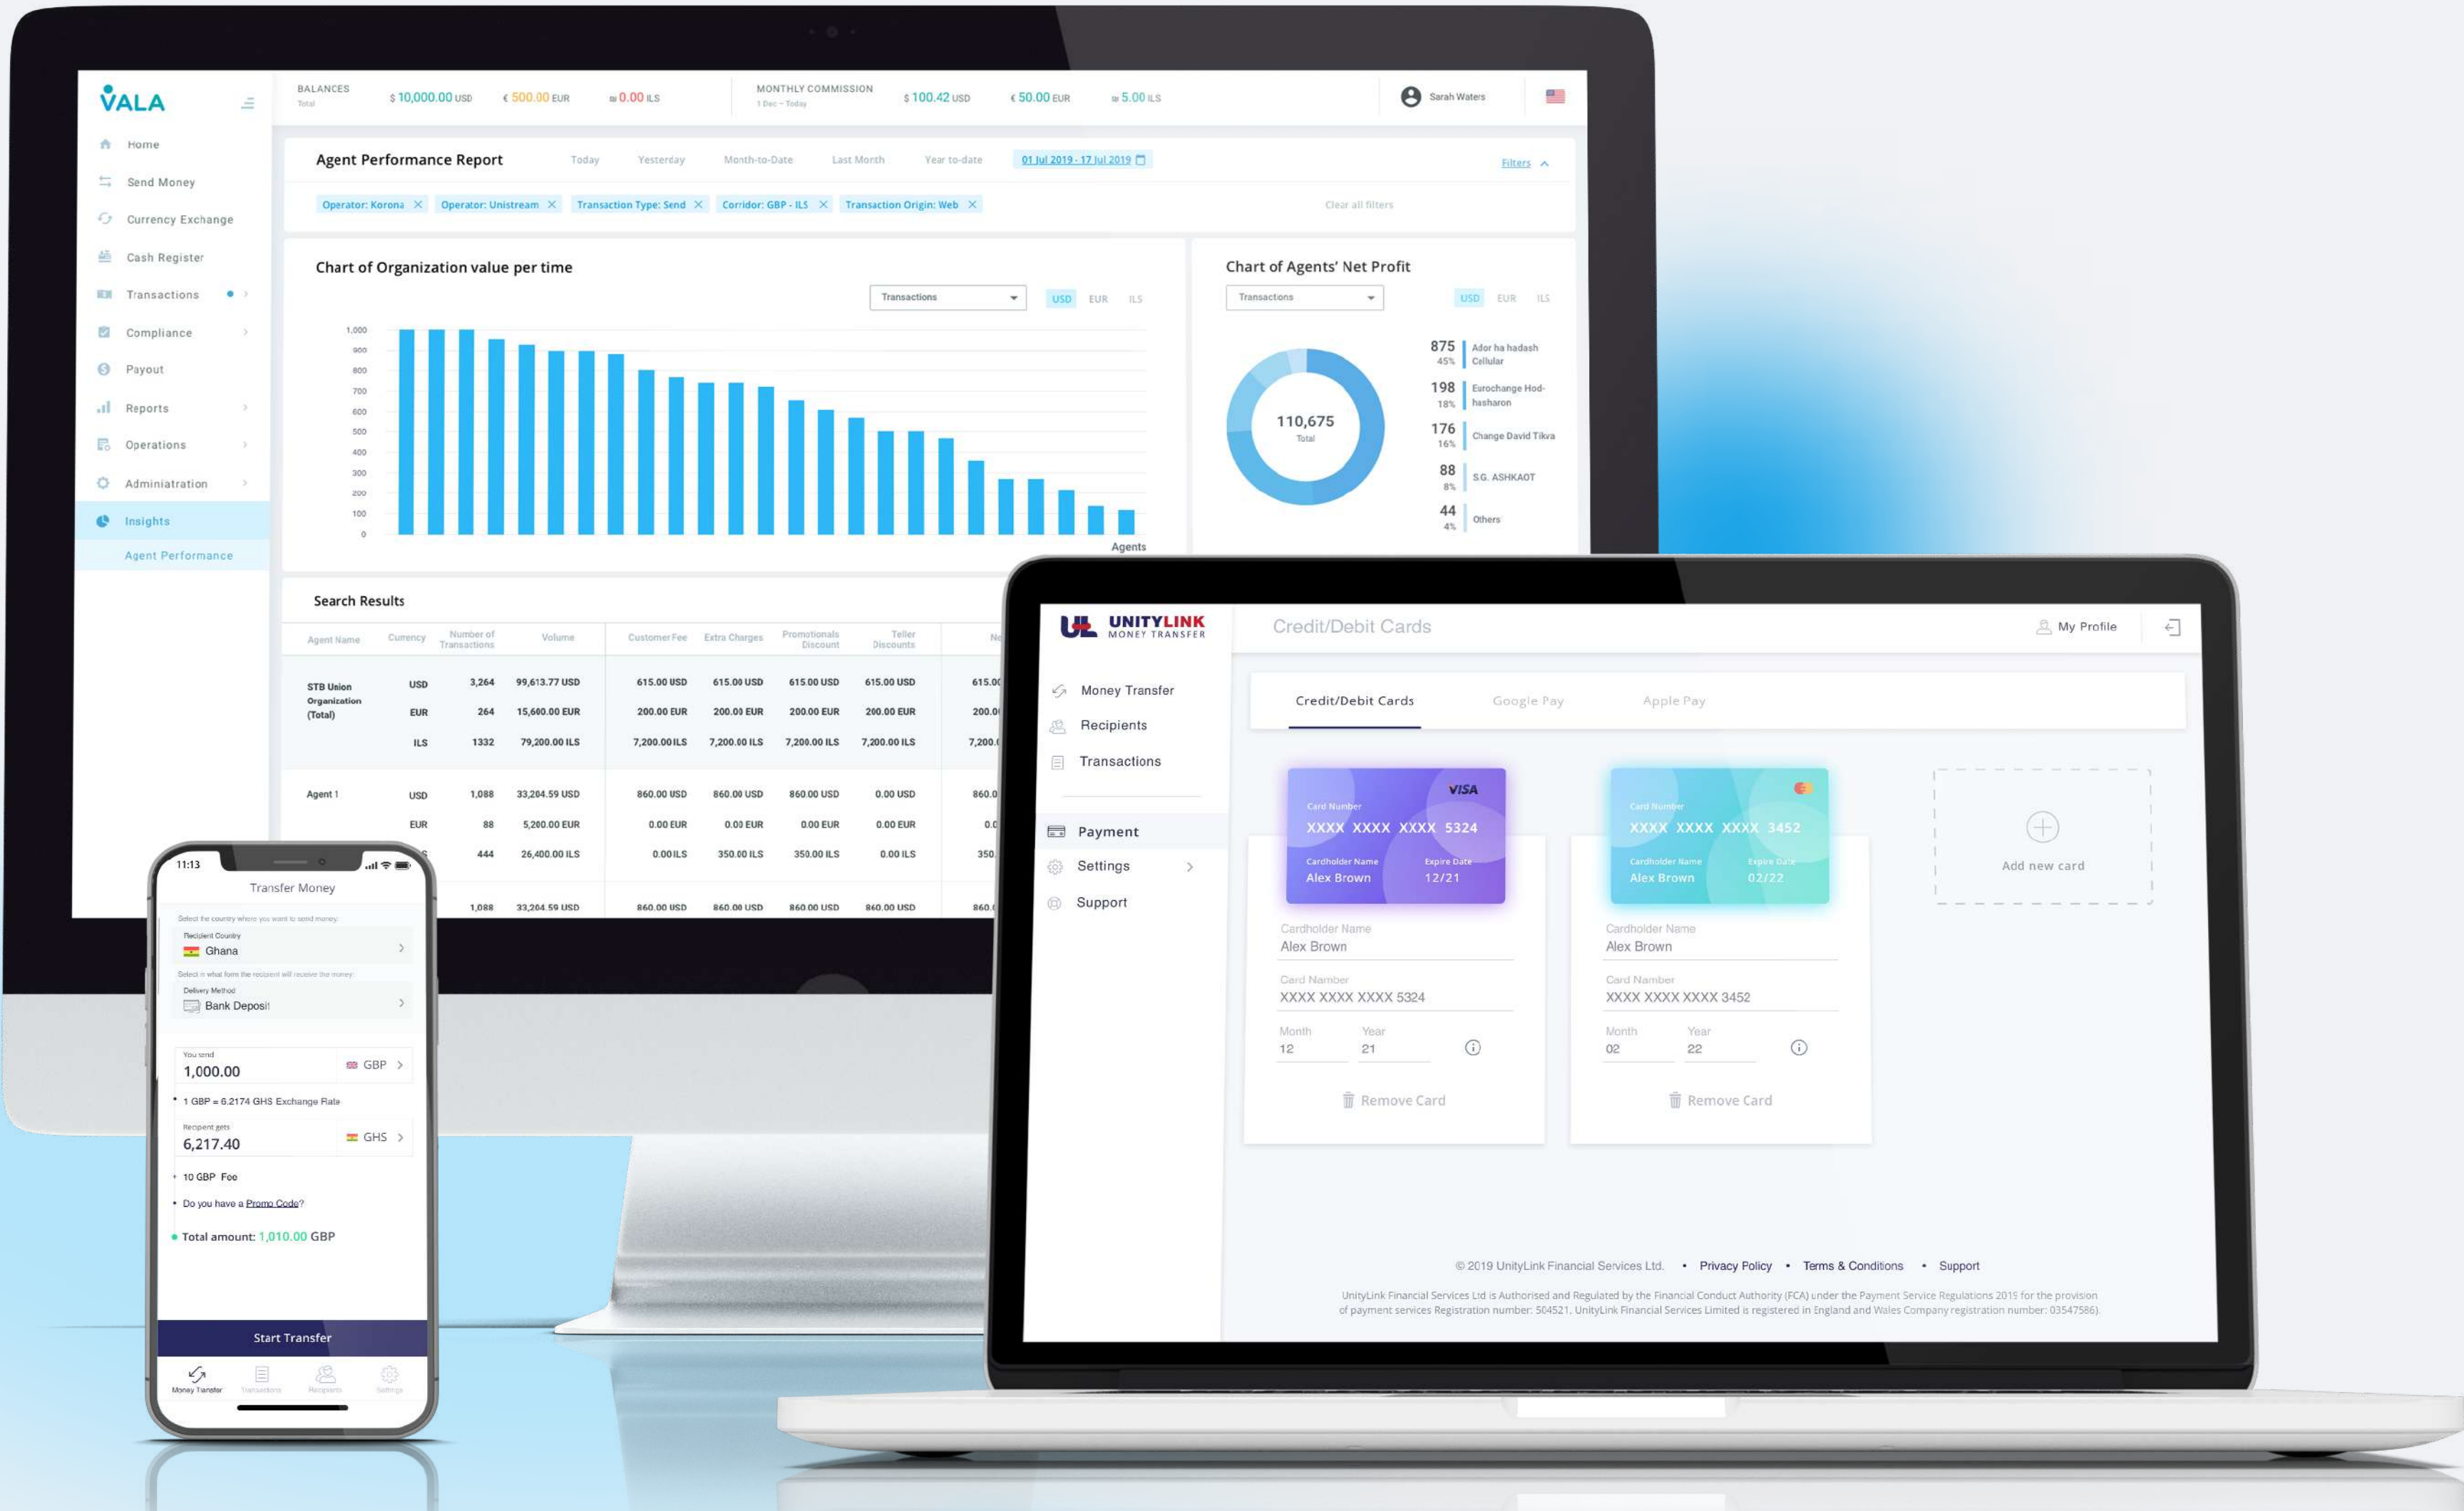 VALA
BALANCES
Total
$ 10,000.00 USD
€ 500.00 EUR
₪ 0.00 ILS
MONTHLY COMMISSION
1 Dec – Today
$ 100.42 USD
€ 50.00 EUR
₪ 5.00 ILS
Sarah Waters
Home
Send Money
Currency Exchange
Cash Register
Transactions
Compliance
Payout
Reports
Operations
Adminiatration
Insights
Agent Performance
Agent Performance Report
Today
Yesterday
Month-to-Date
Last Month
Year to-date
01 Jul 2019 - 17 Jul 2019
Filters
Operator: Korona ×
Operator: Unistream ×
Transaction Type: Send ×
Corridor: GBP - ILS ×
Transaction Origin: Web ×
Clear all filters
Chart of Organization value per time
Transactions
USD EUR ILS
1,000
900
800
700
600
500
400
300
200
100
0
Agents
Chart of Agents' Net Profit
Transactions
USD EUR ILS
110,675
Total
875 Ador ha hadash
45% Cellular
198 Eurochange Hod-
18% hasharon
176 Change David Tikva
16%
88 S.G. ASHKAOT
8%
44 Others
4%
Search Results
Agent Name Currency Number of Transactions Volume Customer Fee Extra Charges Promotionals Discount Teller Discounts
STB Union Organization (Total)
USD 3,264 99,613.77 USD 615.00 USD 615.00 USD 615.00 USD 615.00 USD 615.00
EUR 264 15,600.00 EUR 200.00 EUR 200.00 EUR 200.00 EUR 200.00 EUR 200.0
ILS 1332 79,200.00 ILS 7,200.00 ILS 7,200.00 ILS 7,200.00 ILS 7,200.00 ILS 7,200.
Agent 1 USD 1,088 33,204.59 USD 860.00 USD 860.00 USD 860.00 USD 0.00 USD 860.0
EUR 88 5,200.00 EUR 0.00 EUR 0.00 EUR 0.00 EUR 0.00 EUR 0.0
444 26,400.00 ILS 0.00 ILS 350.00 ILS 350.00 ILS 0.00 ILS 350.
1,088 33,204.59 USD 860.00 USD 860.00 USD 860.00 USD 860.00 USD 860.
11:13
Transfer Money
Select the country where you want to send money:
Recipient Country
Ghana
Select in what form the recipient will receive the money:
Delivery Method
Bank Deposit
You send
1,000.00
GBP
1 GBP = 6.2174 GHS Exchange Rate
Recipient gets
6,217.40
GHS
10 GBP Fee
Do you have a Promo Code?
Total amount: 1,010.00 GBP
Start Transfer
Money Transfer
Transactions
Recipients
Settings
UL UNITYLINK
MONEY TRANSFER
Money Transfer
Recipients
Transactions
Payment
Settings
Support
Credit/Debit Cards
My Profile
Credit/Debit Cards
Google Pay
Apple Pay
VISA
Card Number
XXXX XXXX XXXX 5324
Cardholder Name Expire Date
Alex Brown 12/21
Cardholder Name
Alex Brown
Card Namber
XXXX XXXX XXXX 5324
Month Year
12 21
Remove Card
Card Number
XXXX XXXX XXXX 3452
Cardholder Name Expire Date
Alex Brown 02/22
Cardholder Name
Alex Brown
Card Namber
XXXX XXXX XXXX 3452
Month Year
02 22
Remove Card
Add new card
© 2019 UnityLink Financial Services Ltd. • Privacy Policy • Terms & Conditions • Support
UnityLink Financial Services Ltd is Authorised and Regulated by the Financial Conduct Authority (FCA) under the Payment Service Regulations 2019 for the provision
of payment services Registration number: 504521, UnityLink Financial Services Limited is registered in England and Wales Company registration number: 03547586)